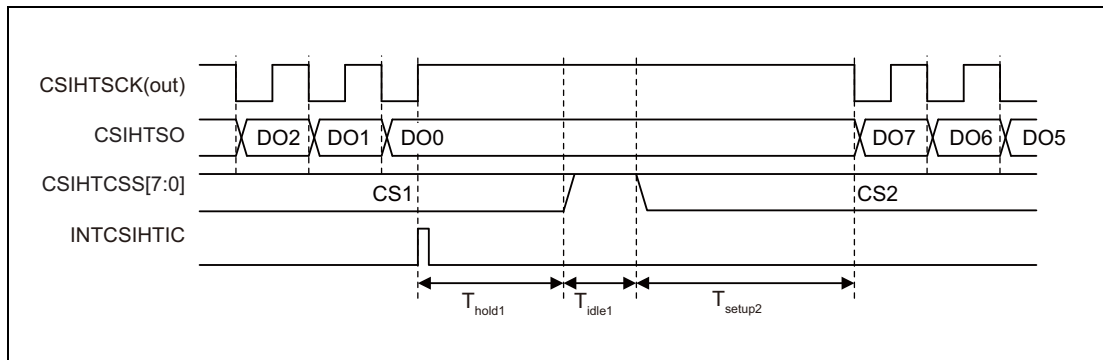 CSIHTSCK(out)
CSIHTSO DO2 DO1 DO0 DO7 DO6 DO5
CSIHTCSS[7:0] CS1 CS2
INTCSIHTIC
Thold1 Tidle1 Tsetup2